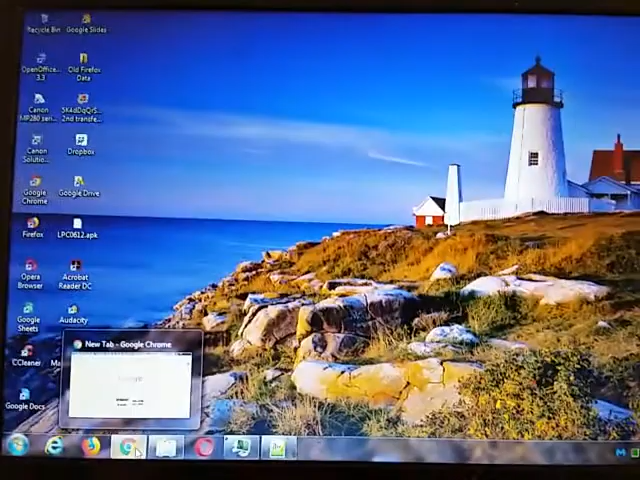 Recycle Bin
Google Slides
OpenOffice... 3.3
Old Firefox Data
Canon MP280 seri...
2nd transfe...
Canon Solutio...
Dropbox
Google Chrome
Google Drive
Firefox
LPC0612.apk
Opera Browser
Acrobat Reader DC
Google Sheets
Audacity
CCleaner
Google Docs
New Tab - Google Chrome